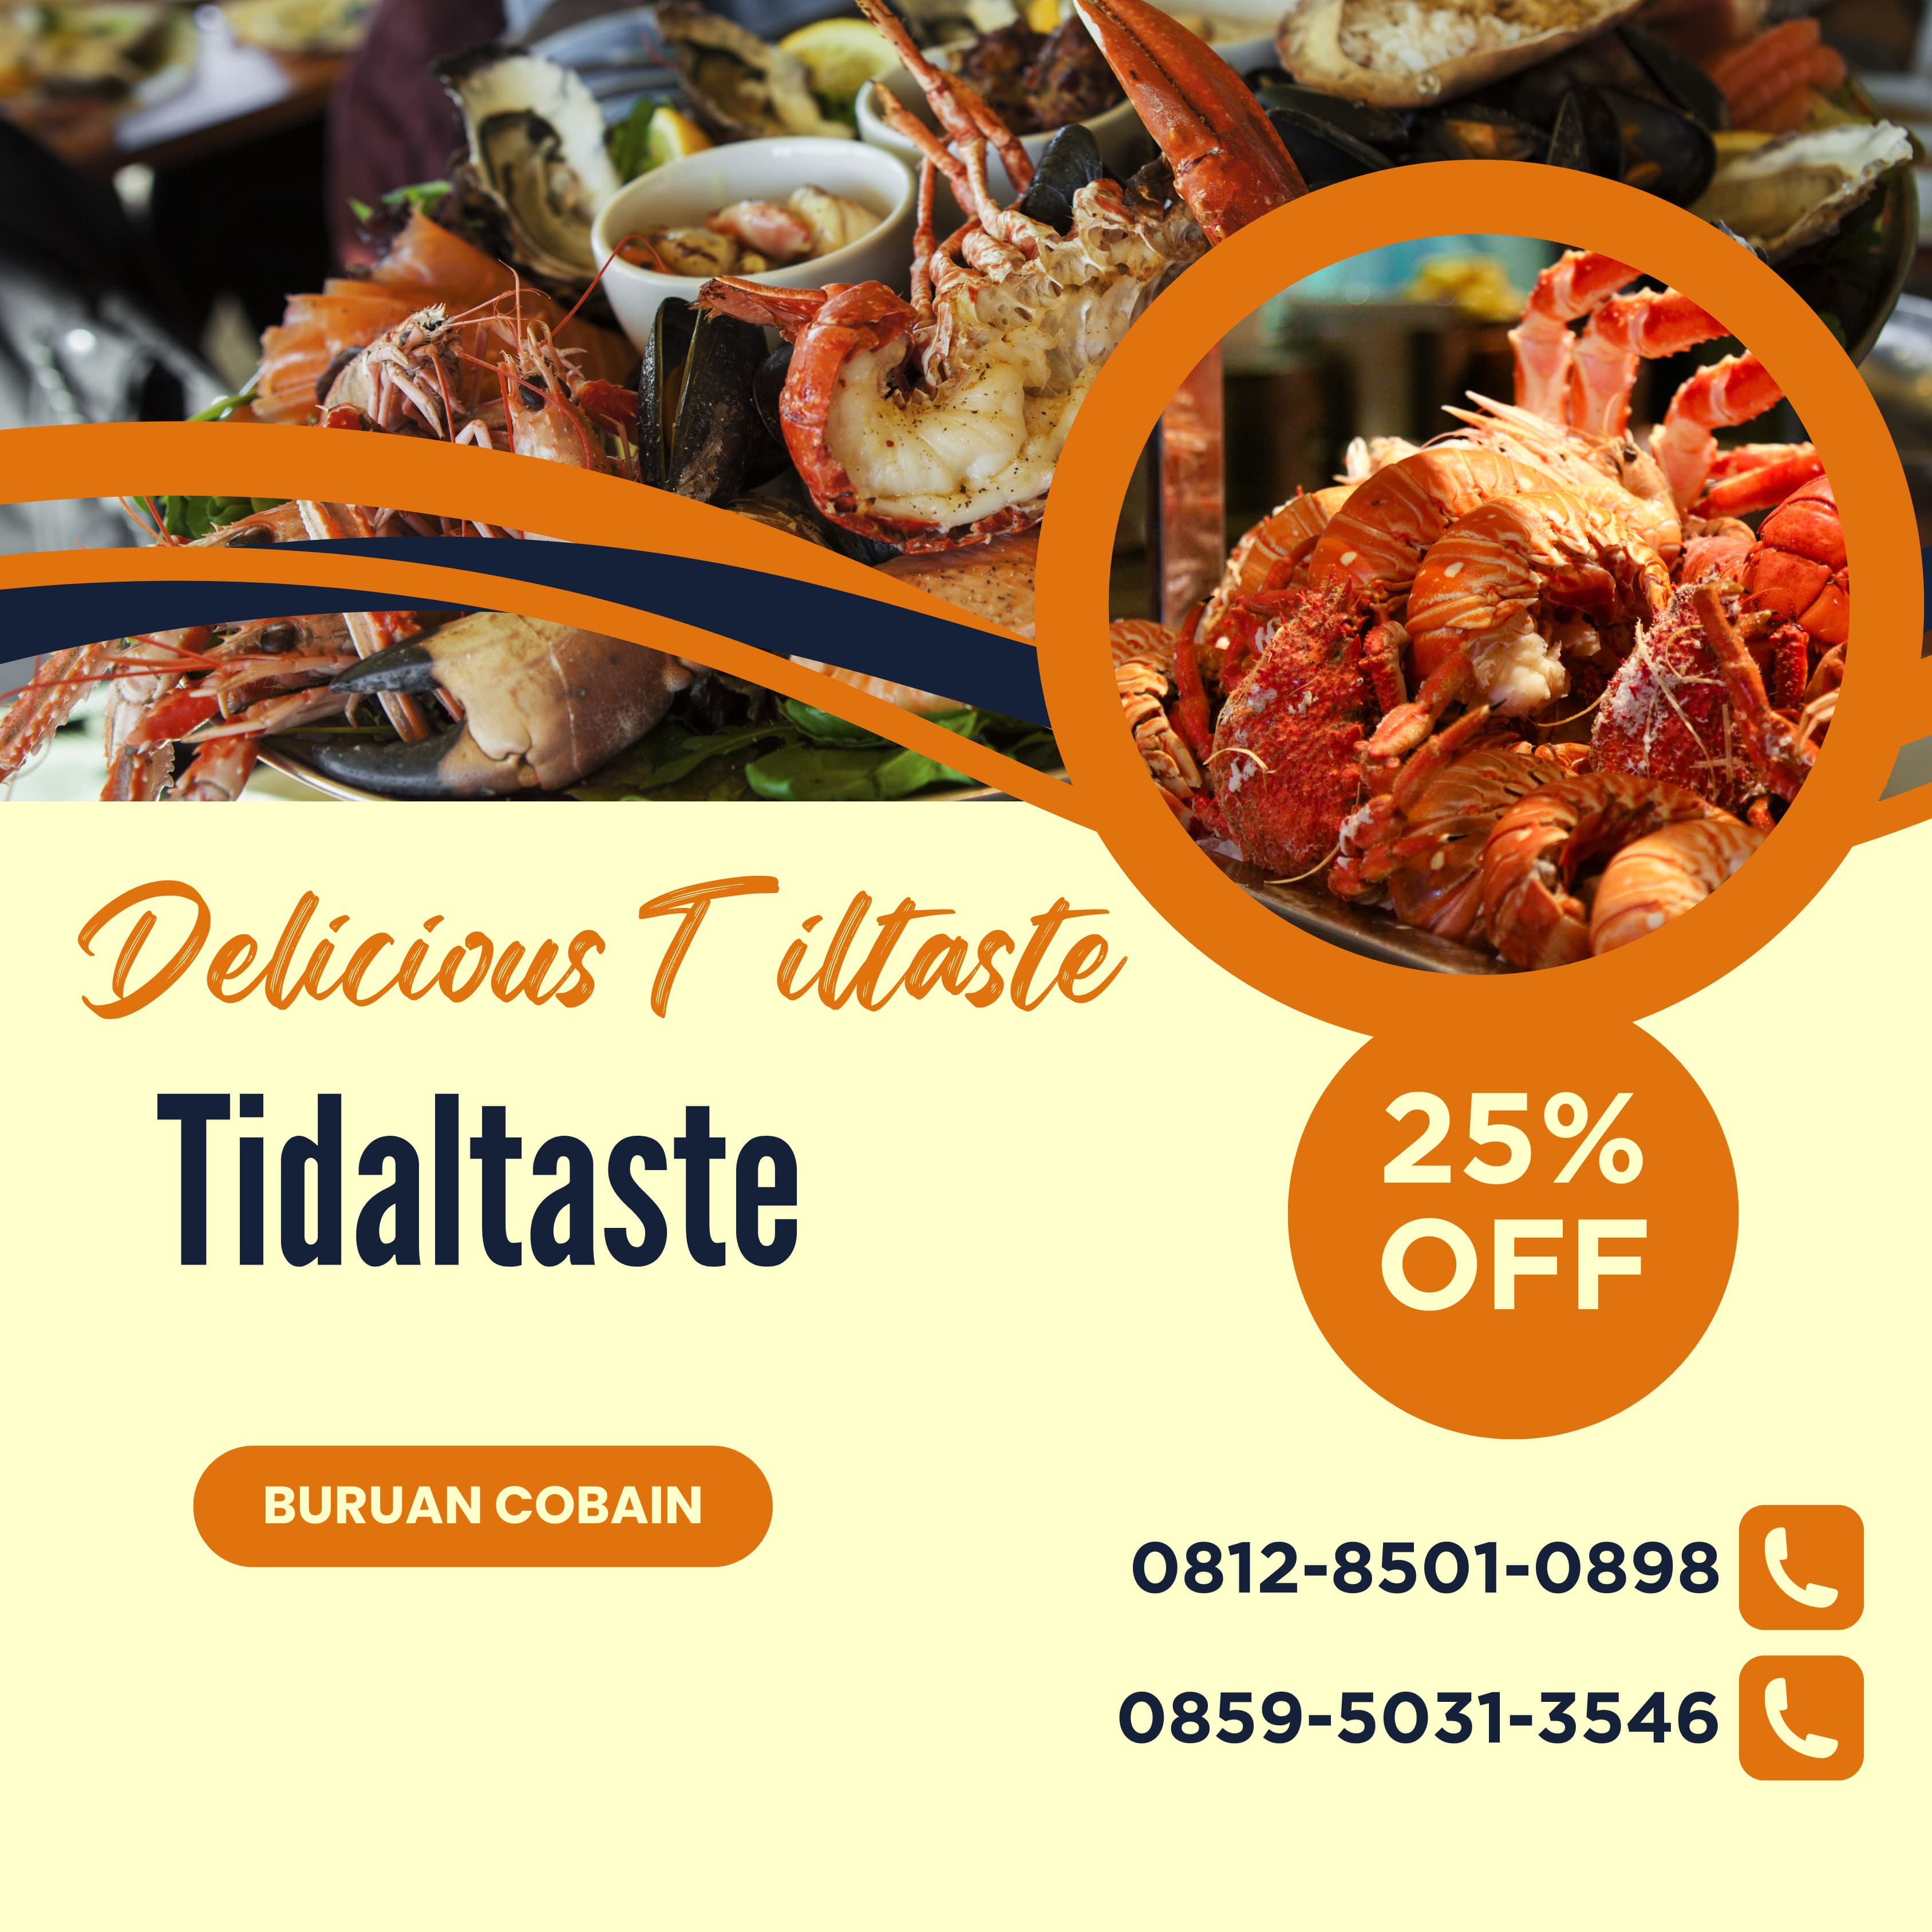 Delicious T iltaste
Tidaltaste
25%
OFF
BURUAN COBAIN
0812-8501-0898
0859-5031-3546